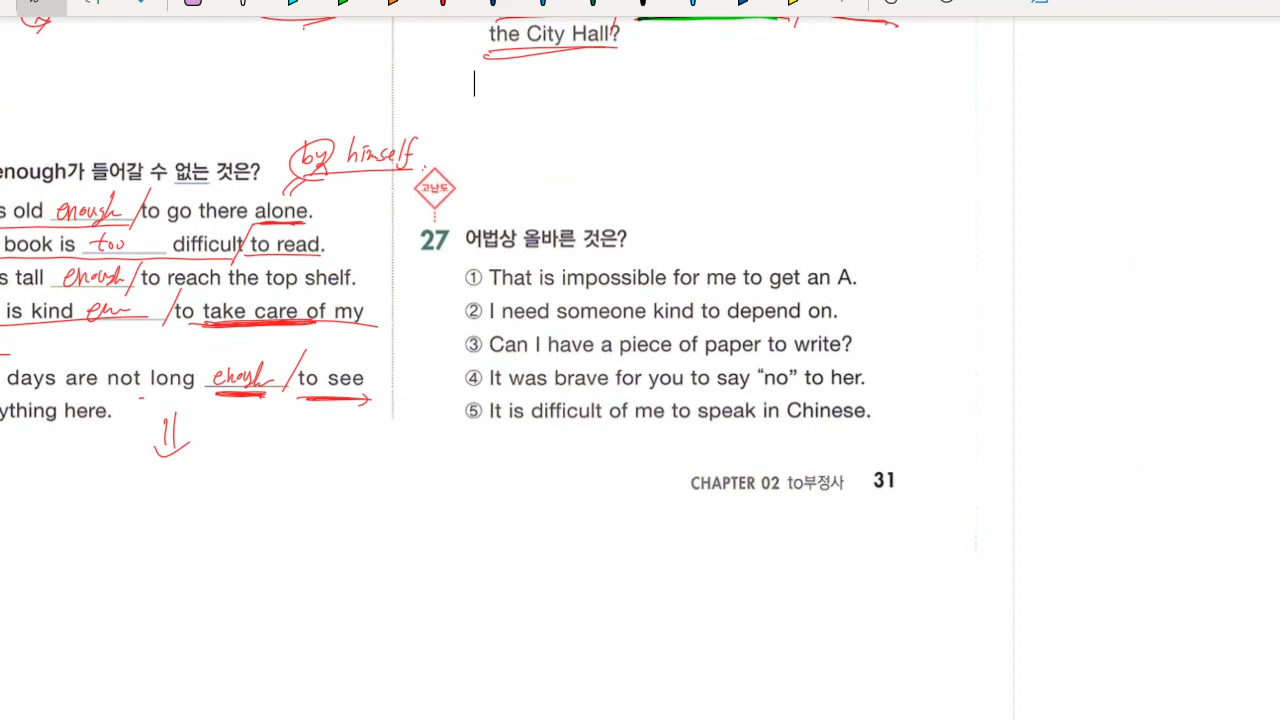 enough가 들어갈 수 없는 것은?
by himself
s old enough to go there alone.
book is too difficult to read.
s tall enough to reach the top shelf.
is kind to take care of my
days are not long enough to see
ything here.
the City Hall?
고난도
27 어법상 올바른 것은?
① That is impossible for me to get an A.
② I need someone kind to depend on.
③ Can I have a piece of paper to write?
④ It was brave for you to say “no” to her.
⑤ It is difficult of me to speak in Chinese.
CHAPTER 02 to부정사 31